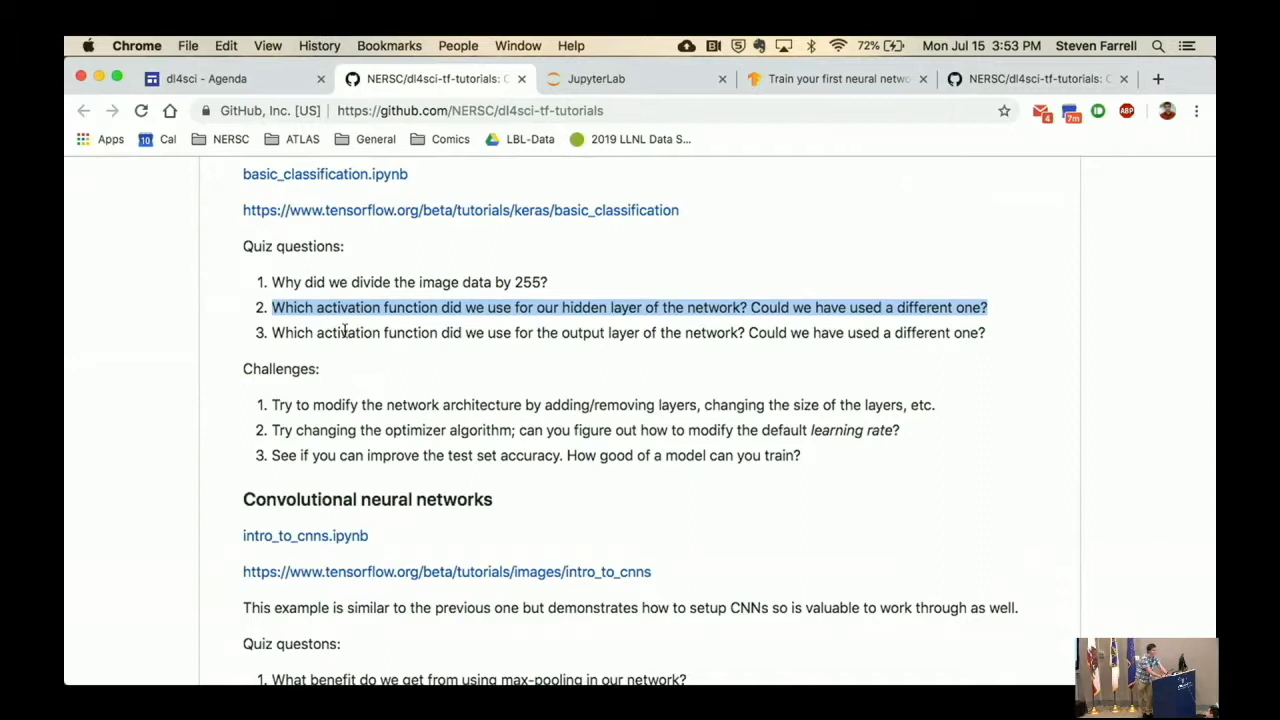 Chrome File Edit View History Bookmarks People Window Help 72% Mon Jul 15 3:53 PM Steven Farrell
dl4sci - Agenda × NERSC/dl4sci-tf-tutorials: C × JupyterLab × Train your first neural netwo × NERSC/dl4sci-tf-tutorials: C × +
GitHub, Inc. [US] | https://github.com/NERSC/dl4sci-tf-tutorials 4 7m ABP
Apps 10 Cal NERSC ATLAS General Comics LBL-Data 2019 LLNL Data S...
basic_classification.ipynb
https://www.tensorflow.org/beta/tutorials/keras/basic_classification
Quiz questions:
1. Why did we divide the image data by 255?
2. Which activation function did we use for our hidden layer of the network? Could we have used a different one?
3. Which activation function did we use for the output layer of the network? Could we have used a different one?
Challenges:
1. Try to modify the network architecture by adding/removing layers, changing the size of the layers, etc.
2. Try changing the optimizer algorithm; can you figure out how to modify the default learning rate?
3. See if you can improve the test set accuracy. How good of a model can you train?
Convolutional neural networks
intro_to_cnns.ipynb
https://www.tensorflow.org/beta/tutorials/images/intro_to_cnns
This example is similar to the previous one but demonstrates how to setup CNNs so is valuable to work through as well.
Quiz questons:
1. What benefit do we get from using max-pooling in our network?